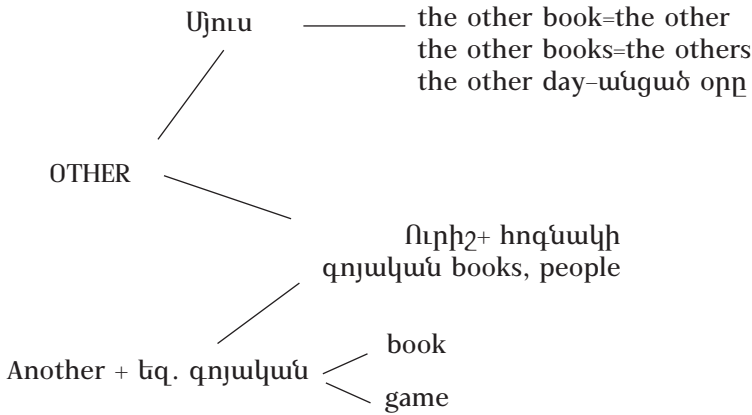 Մյուս
the other book=the other
the other books=the others
the other day–անցած օրը
OTHER
Ուրիշ+ հոգնակի
գոյական books, people
Another + եզ. գոյական
book
game